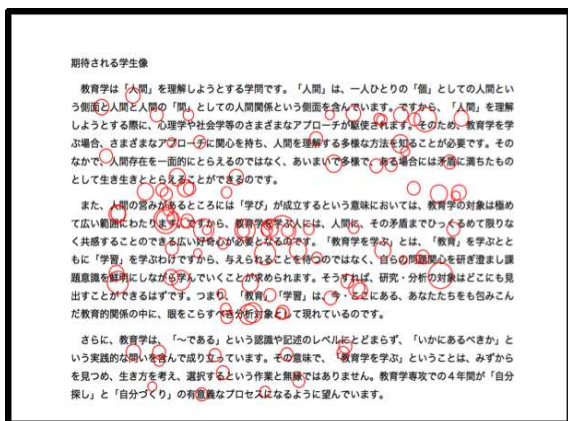 期待される学生像
教育学は「人間」を理解しようとする学問です。「人間」は、一人ひとりの「個」としての人間とい
う側面と人間と人間の「間」としての人間関係という側面を含んでいます。ですから、「人間」を理解
しようとする際に、心理学や社会学等のさまざまなアプローチが駆使されます。そのため、教育学を学
ぶ場合、さまざまなアプローチに関心を持ち、人間を理解する多様な方法を知ることが必要です。その
なかで、人間存在を一面的にとらえるのではなく、あいまいで多様で、ある場合には矛盾に満ちたもの
として生き生きととらえることができるのです。
また、人間の営みがあるところには「学び」が成立するという意味においては、教育学の対象は極め
て広い範囲にわたります。ですから、教育学を学ぶ人には、人間に、その矛盾までひっくるめて限りな
く共感することのできる広い好奇心が必要となるのです。「教育学を学ぶ」とは、「教育」を学ぶとと
もに「学習」を学ぶわけですから、与えられることを待つのではなく、自らの問題関心を研ぎ澄まし課
題意識を鮮明にしながら学んでいくことが求められます。そうすれば、研究・分析の対象はどこにも見
出すことができるはずです。つまり、「教育」「学習」は、今・ここにある、あなたたちをも包みこん
だ教育的関係の中に、眼をこらすべき分析対象として現れているのです。
さらに、教育学は、「～である」という認識や記述のレベルにとどまらず、「いかにあるべきか」と
いう実践的な問いを含んで成り立っています。その意味で、「教育学を学ぶ」ということは、みずから
を見つめ、生き方を考え、選択するという作業と無縁ではありません。教育学専攻での４年間が「自分
探し」と「自分づくり」の有意義なプロセスになるように望んでいます。